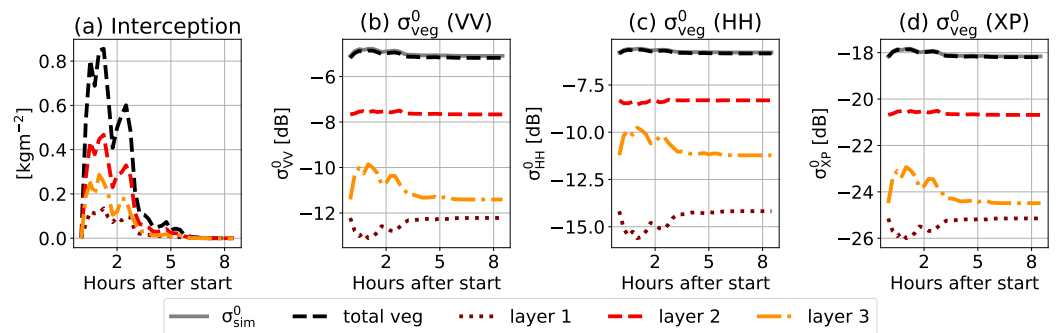 (a) Interception
(b) σ⁰veg (VV)
(c) σ⁰veg (HH)
(d) σ⁰veg (XP)
[kgm⁻²]
0.8
0.6
0.4
0.2
0.0
2 5 8
Hours after start
σ⁰VV [dB]
−6
−8
−10
−12
2 5 8
Hours after start
σ⁰HH [dB]
−7.5
−10.0
−12.5
−15.0
2 5 8
Hours after start
σ⁰XP [dB]
−18
−20
−22
−24
−26
2 5 8
Hours after start
σ⁰sim total veg layer 1 layer 2 layer 3